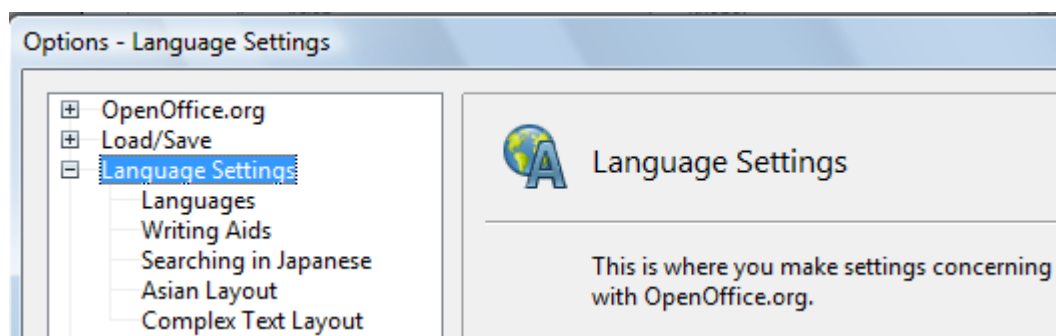 Options - Language Settings
OpenOffice.org
Load/Save
Language Settings
Languages
Writing Aids
Searching in Japanese
Asian Layout
Complex Text Layout
Language Settings
This is where you make settings concerning
with OpenOffice.org.